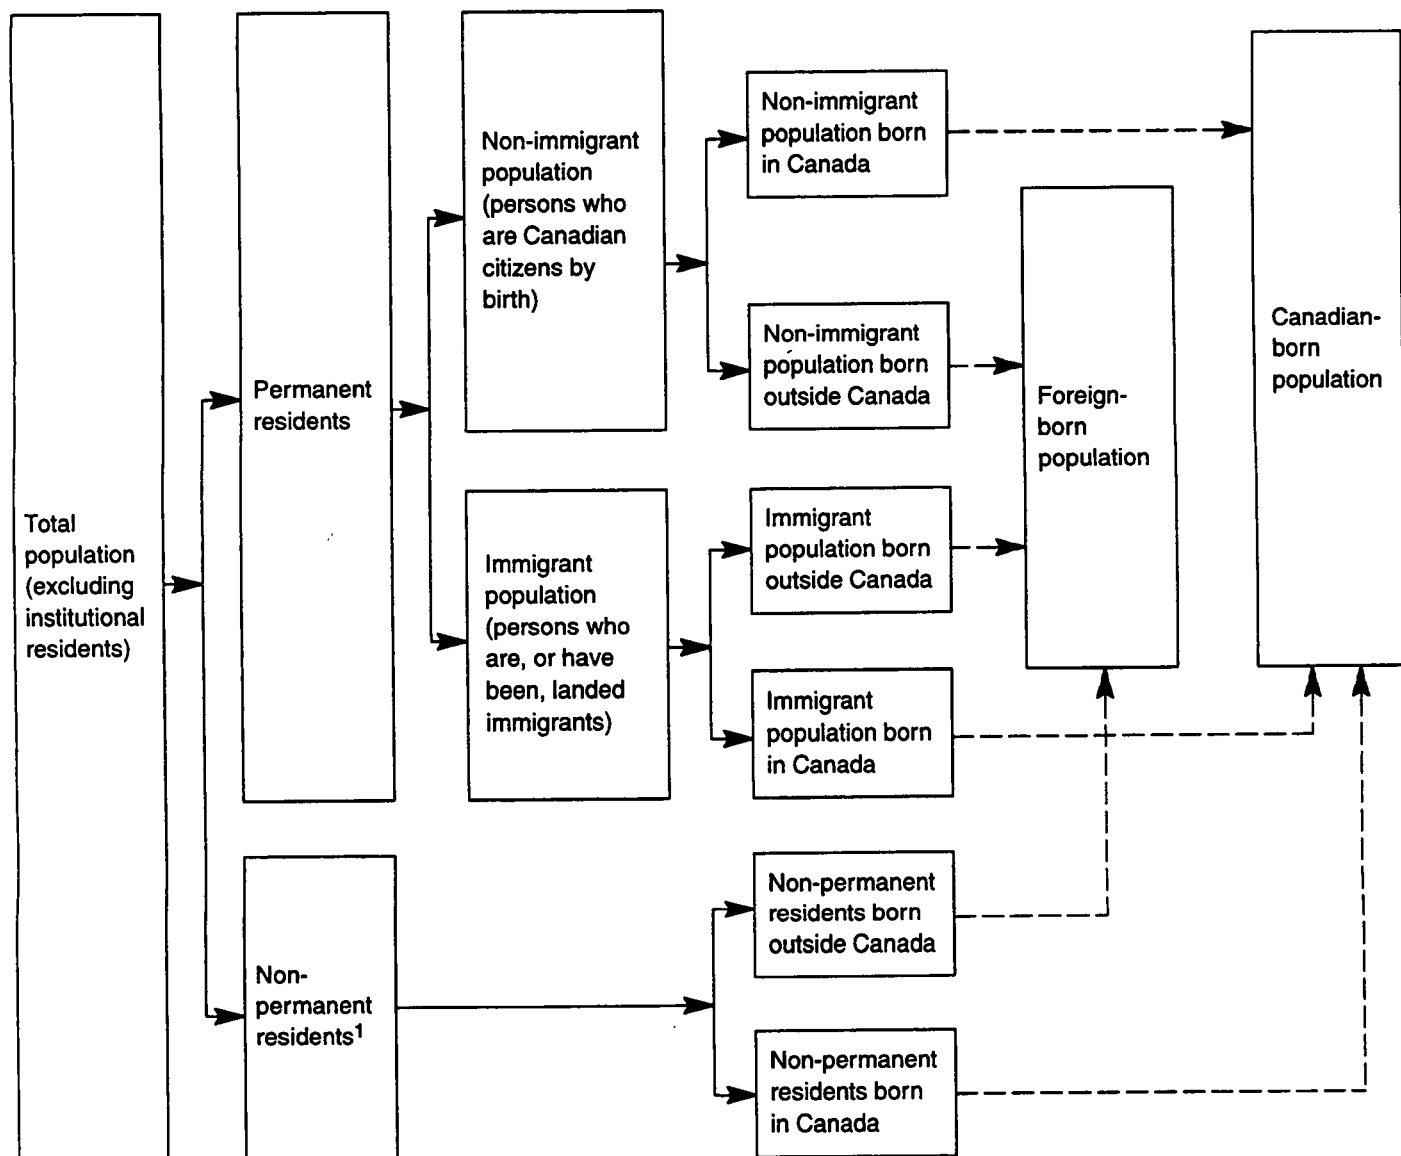 Total
population
(excluding
institutional
residents)
Permanent
residents
Non-
permanent
residents1
Non-immigrant
population
(persons who
are Canadian
citizens by
birth)
Immigrant
population
(persons who
are, or have
been, landed
immigrants)
Non-immigrant
population born
in Canada
Non-immigrant
population born
outside Canada
Immigrant
population born
outside Canada
Immigrant
population born
in Canada
Non-permanent
residents born
outside Canada
Non-permanent
residents born
in Canada
Foreign-
born
population
Canadian-
born
population